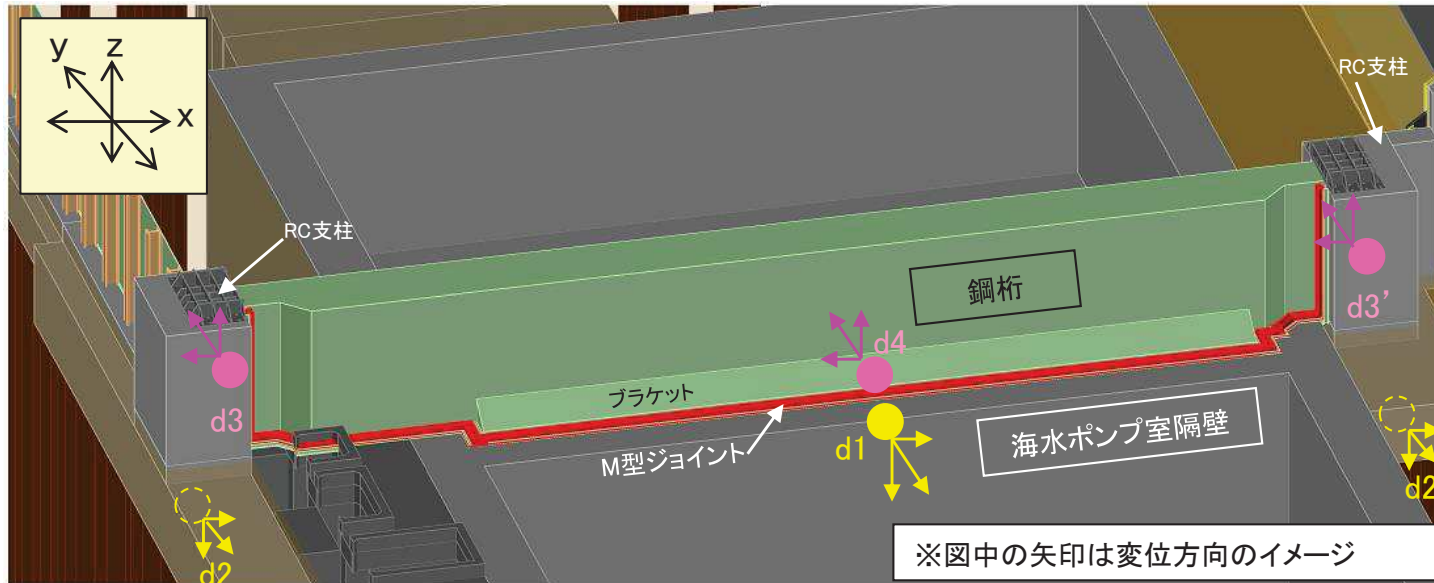 y z
x
RC支柱
RC支柱
鋼桁
d3'
d4
ブラケット
d3
d1
海水ポンプ室隔壁
M型ジョイント
d2
d2
※図中の矢印は変位方向のイメージ